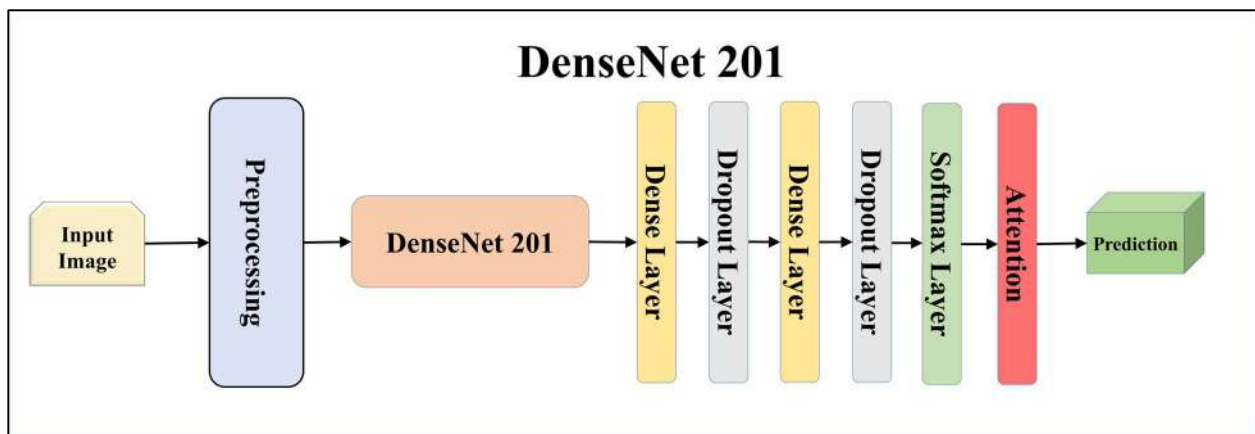 DenseNet 201
Input
Image
Preprocessing
DenseNet 201
Dense Layer
Dropout Layer
Dense Layer
Dropout Layer
Softmax Layer
Attention
Prediction